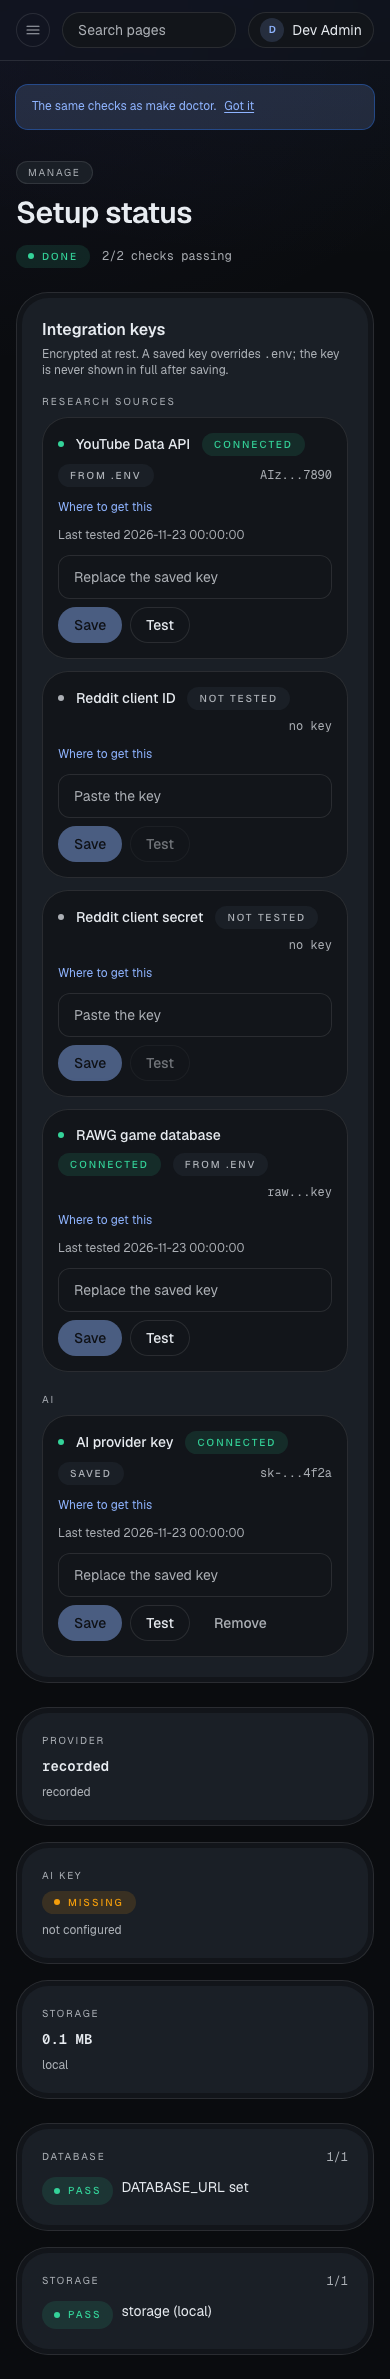 Search pages
D
Dev Admin
The same checks as make doctor. Got it
MANAGE
Setup status
DONE
2/2 checks passing
Integration keys
Encrypted at rest. A saved key overrides .env; the key
is never shown in full after saving.
RESEARCH SOURCES
YouTube Data API
CONNECTED
FROM .ENV
AIz...7890
Where to get this
Last tested 2026-11-23 00:00:00
Replace the saved key
Save
Test
Reddit client ID
NOT TESTED
no key
Where to get this
Paste the key
Save
Test
Reddit client secret
NOT TESTED
no key
Where to get this
Paste the key
Save
Test
RAWG game database
CONNECTED
FROM .ENV
raw...key
Where to get this
Last tested 2026-11-23 00:00:00
Replace the saved key
Save
Test
AI
AI provider key
CONNECTED
SAVED
sk-...4f2a
Where to get this
Last tested 2026-11-23 00:00:00
Replace the saved key
Save
Test
Remove
PROVIDER
recorded
recorded
AI KEY
MISSING
not configured
STORAGE
0.1 MB
local
DATABASE
1/1
PASS
DATABASE_URL set
STORAGE
1/1
PASS
storage (local)